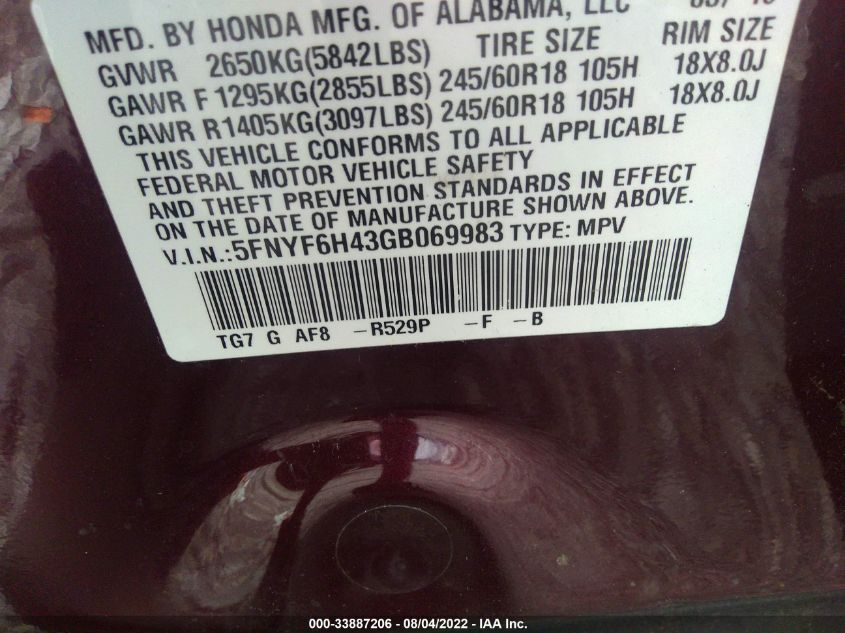 MFD. BY HONDA MFG. OF ALABAMA, LLC
GVWR 2650KG(5842LBS) TIRE SIZE RIM SIZE
GAWR F 1295KG(2855LBS) 245/60R18 105H 18X8.0J
GAWR R1405KG(3097LBS) 245/60R18 105H 18X8.0J
THIS VEHICLE CONFORMS TO ALL APPLICABLE
FEDERAL MOTOR VEHICLE SAFETY
AND THEFT PREVENTION STANDARDS IN EFFECT
ON THE DATE OF MANUFACTURE SHOWN ABOVE.
V.I.N.:5FNYF6H43GB069983 TYPE: MPV
TG7 G AF8 -R529P -F -B
000-33887206 - 08/04/2022 - IAA Inc.